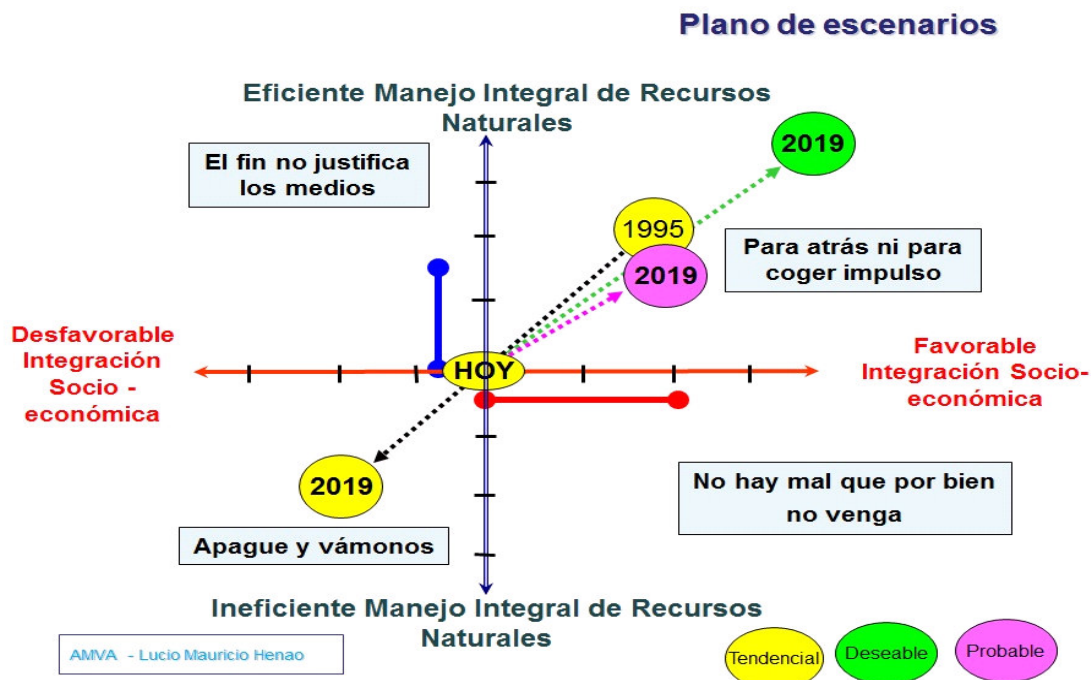 Plano de escenarios
Eficiente Manejo Integral de Recursos
Naturales
2019
El fin no justifica
los medios
1995
2019
Para atrás ni para
coger impulso
Desfavorable
Integración
Socio -
económica
HOY
Favorable
Integración Socio-
económica
2019
No hay mal que por bien
no venga
Apague y vámonos
Ineficiente Manejo Integral de Recursos
Naturales
AMVA - Lucio Mauricio Henao
Tendencial
Deseable
Probable